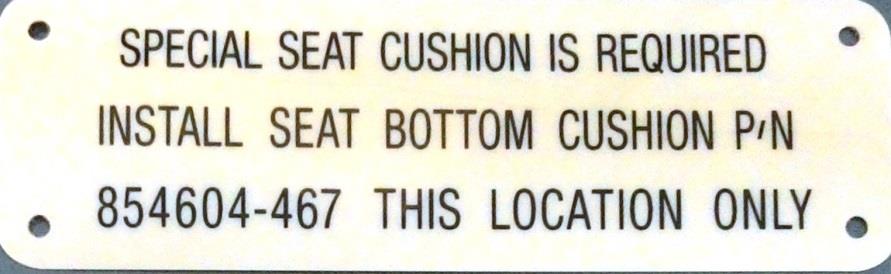 SPECIAL SEAT CUSHION IS REQUIRED
INSTALL SEAT BOTTOM CUSHION P/N
854604-467 THIS LOCATION ONLY